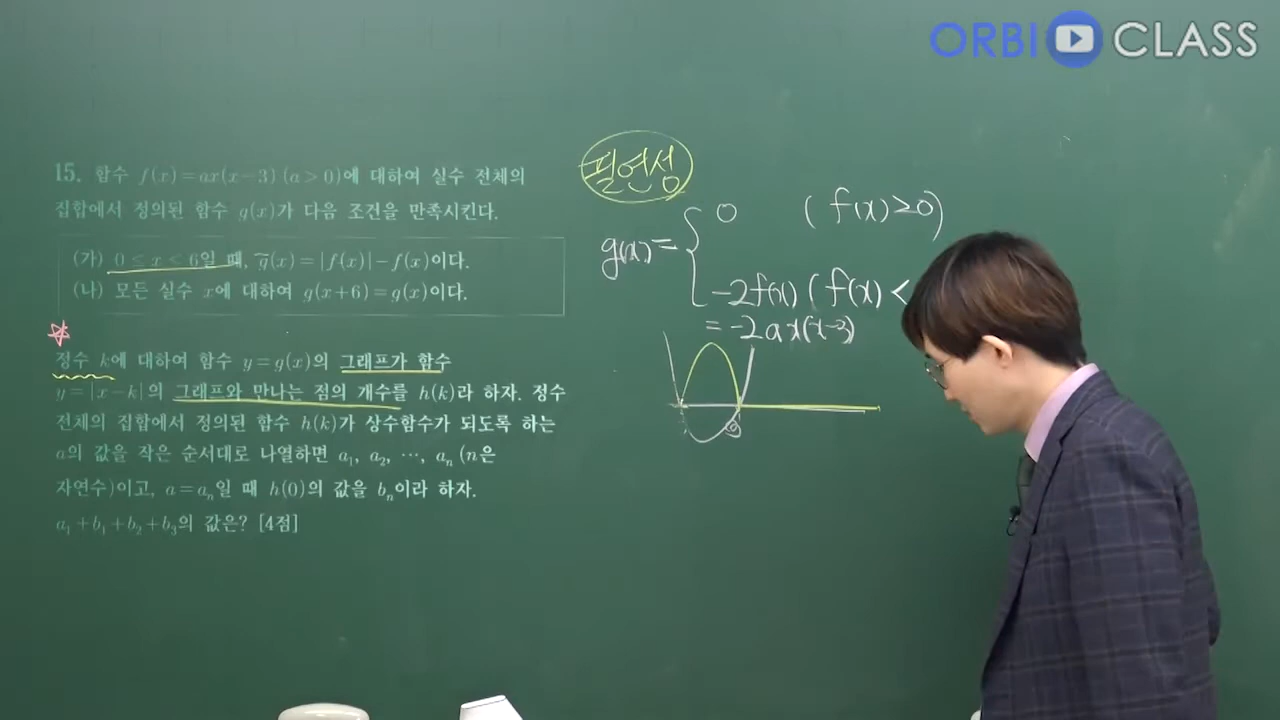 ORBI CLASS
15. 함수 f(x)=ax(x-3) (a>0)에 대하여 실수 전체의
집합에서 정의된 함수 g(x)가 다음 조건을 만족시킨다.
(가) 0≤x<6일 때, g(x)=|f(x)|-f(x)이다.
(나) 모든 실수 x에 대하여 g(x+6)=g(x)이다.
정수 k에 대하여 함수 y=g(x)의 그래프가 함수
y=|x-k|의 그래프와 만나는 점의 개수를 h(k)라 하자. 정수
전체의 집합에서 정의된 함수 h(k)가 상수함수가 되도록 하는
a의 값을 작은 순서대로 나열하면 a₁, a₂, ⋯, aₙ (n은
자연수)이고, a=aₙ일 때 h(0)의 값을 bₙ이라 하자.
a₁+b₁+b₂+b₃의 값은? [4점]
필연성
g(x)= { 0 (f(x)≥0)
-2f(x) (f(x)<
=-2ax(x-3)